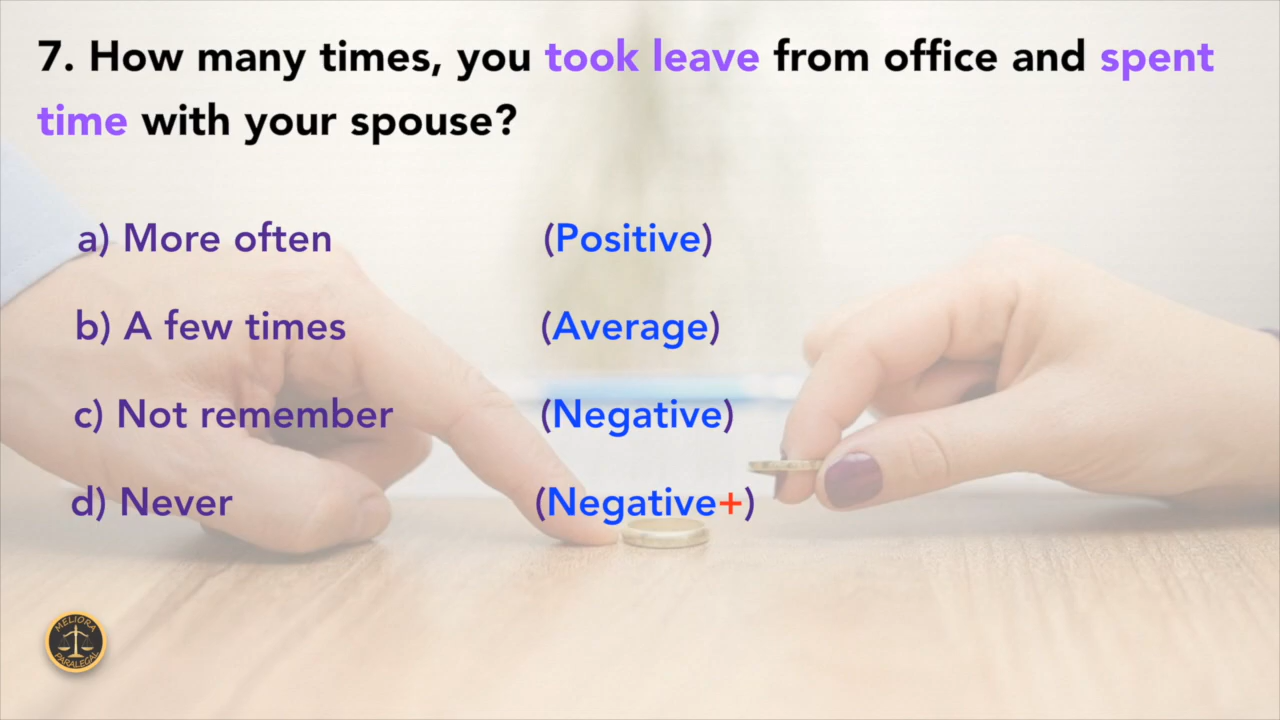 7. How many times, you took leave from office and spent
time with your spouse?
a) More often (Positive)
b) A few times (Average)
c) Not remember (Negative)
d) Never (Negative+)
MELIORA
PARALEGAL